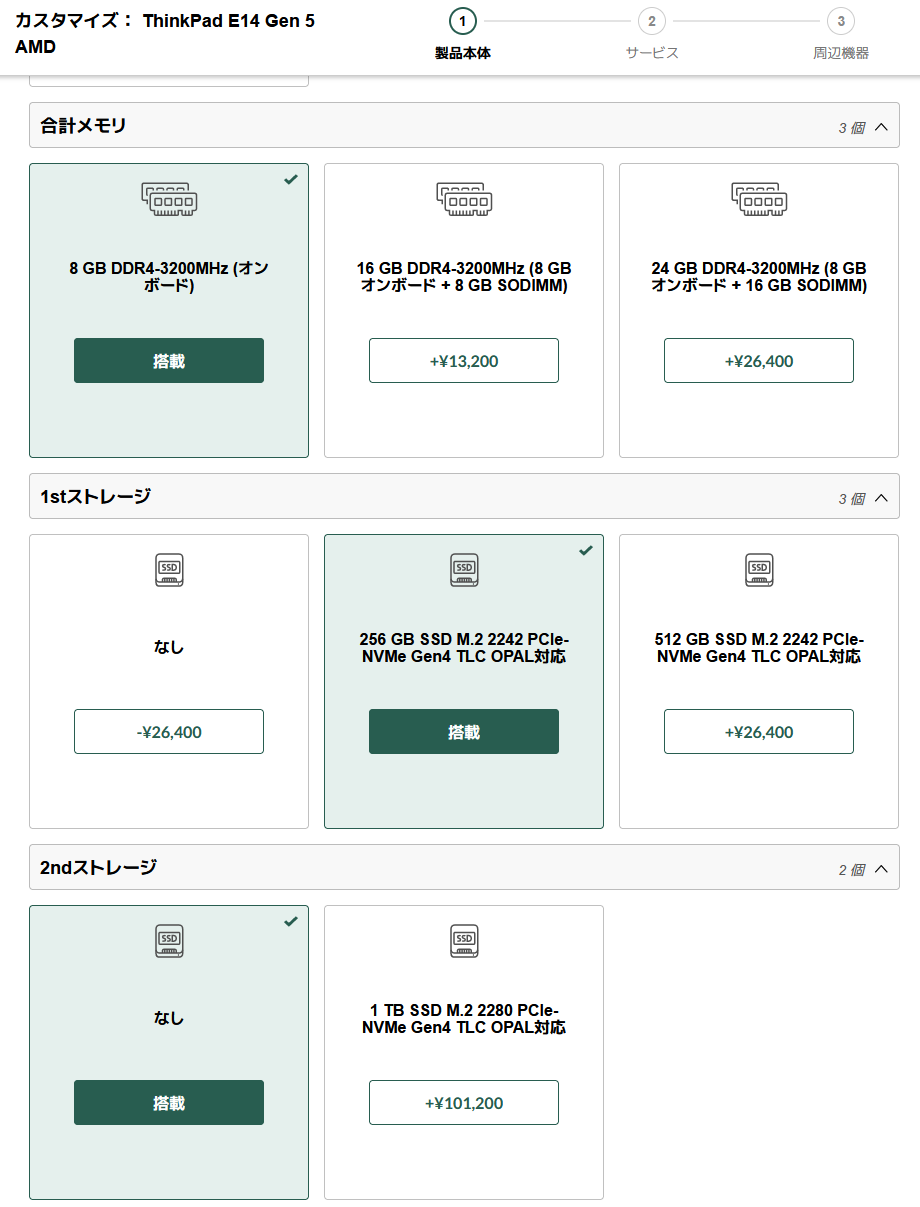 カスタマイズ： ThinkPad E14 Gen 5
AMD
1
2
3
製品本体
サービス
周辺機器
合計メモリ
3 個
8 GB DDR4-3200MHz (オン
ボード)
搭載
16 GB DDR4-3200MHz (8 GB
オンボード + 8 GB SODIMM)
+¥13,200
24 GB DDR4-3200MHz (8 GB
オンボード + 16 GB SODIMM)
+¥26,400
1stストレージ
3 個
SSD
なし
-¥26,400
SSD
256 GB SSD M.2 2242 PCIe-
NVMe Gen4 TLC OPAL対応
搭載
SSD
512 GB SSD M.2 2242 PCIe-
NVMe Gen4 TLC OPAL対応
+¥26,400
2ndストレージ
2 個
SSD
なし
搭載
SSD
1 TB SSD M.2 2280 PCIe-
NVMe Gen4 TLC OPAL対応
+¥101,200